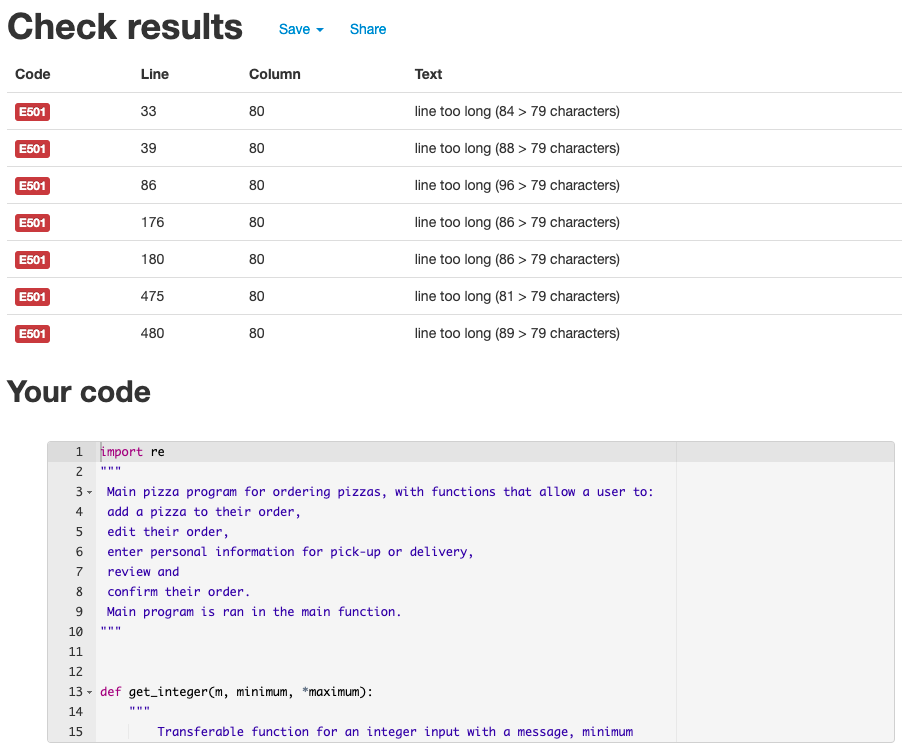 Check results Save Share
Code Line Column Text
E501 33 80 line too long (84 > 79 characters)
E501 39 80 line too long (88 > 79 characters)
E501 86 80 line too long (96 > 79 characters)
E501 176 80 line too long (86 > 79 characters)
E501 180 80 line too long (86 > 79 characters)
E501 475 80 line too long (81 > 79 characters)
E501 480 80 line too long (89 > 79 characters)
Your code
1 import re
2 """
3 Main pizza program for ordering pizzas, with functions that allow a user to:
4 add a pizza to their order,
5 edit their order,
6 enter personal information for pick-up or delivery,
7 review and
8 confirm their order.
9 Main program is ran in the main function.
10 """
11
12
13 def get_integer(m, minimum, *maximum):
14 """
15 Transferable function for an integer input with a message, minimum